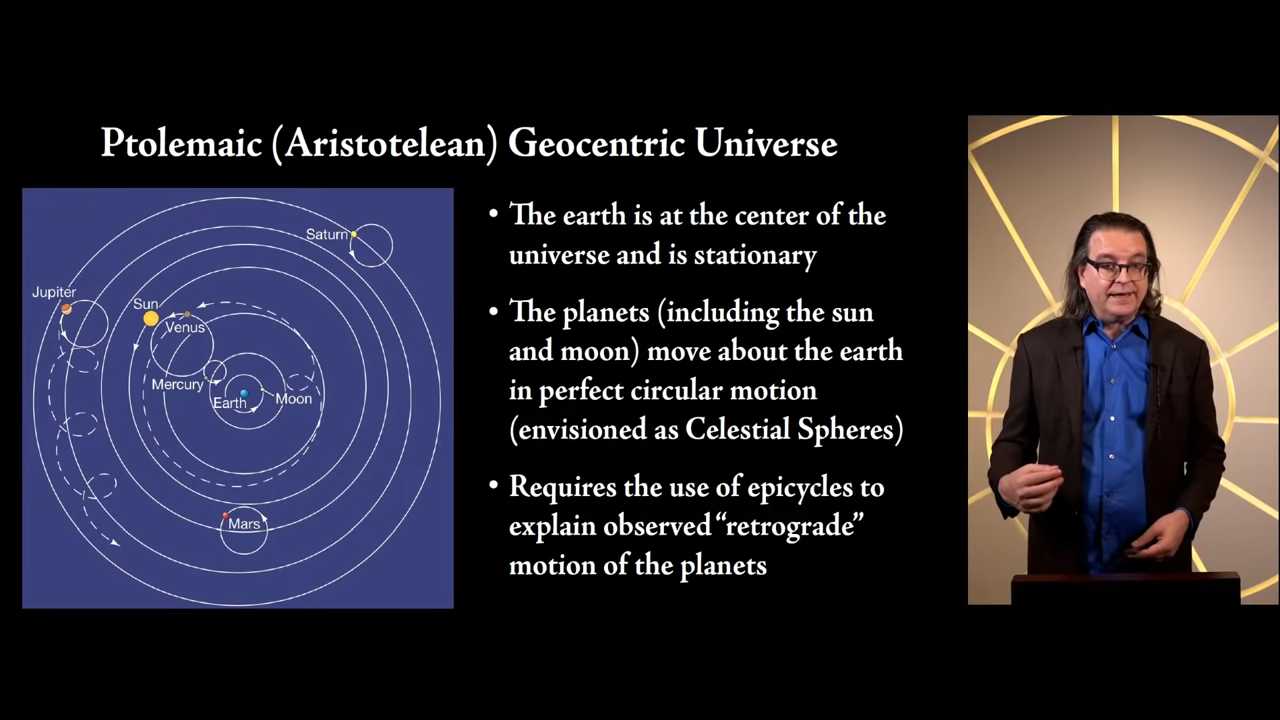 Ptolemaic (Aristotelean) Geocentric Universe
Saturn
Jupiter
Sun
Venus
Mercury
Earth
Moon
Mars
• The earth is at the center of the
universe and is stationary
• The planets (including the sun
and moon) move about the earth
in perfect circular motion
(envisioned as Celestial Spheres)
• Requires the use of epicycles to
explain observed “retrograde”
motion of the planets